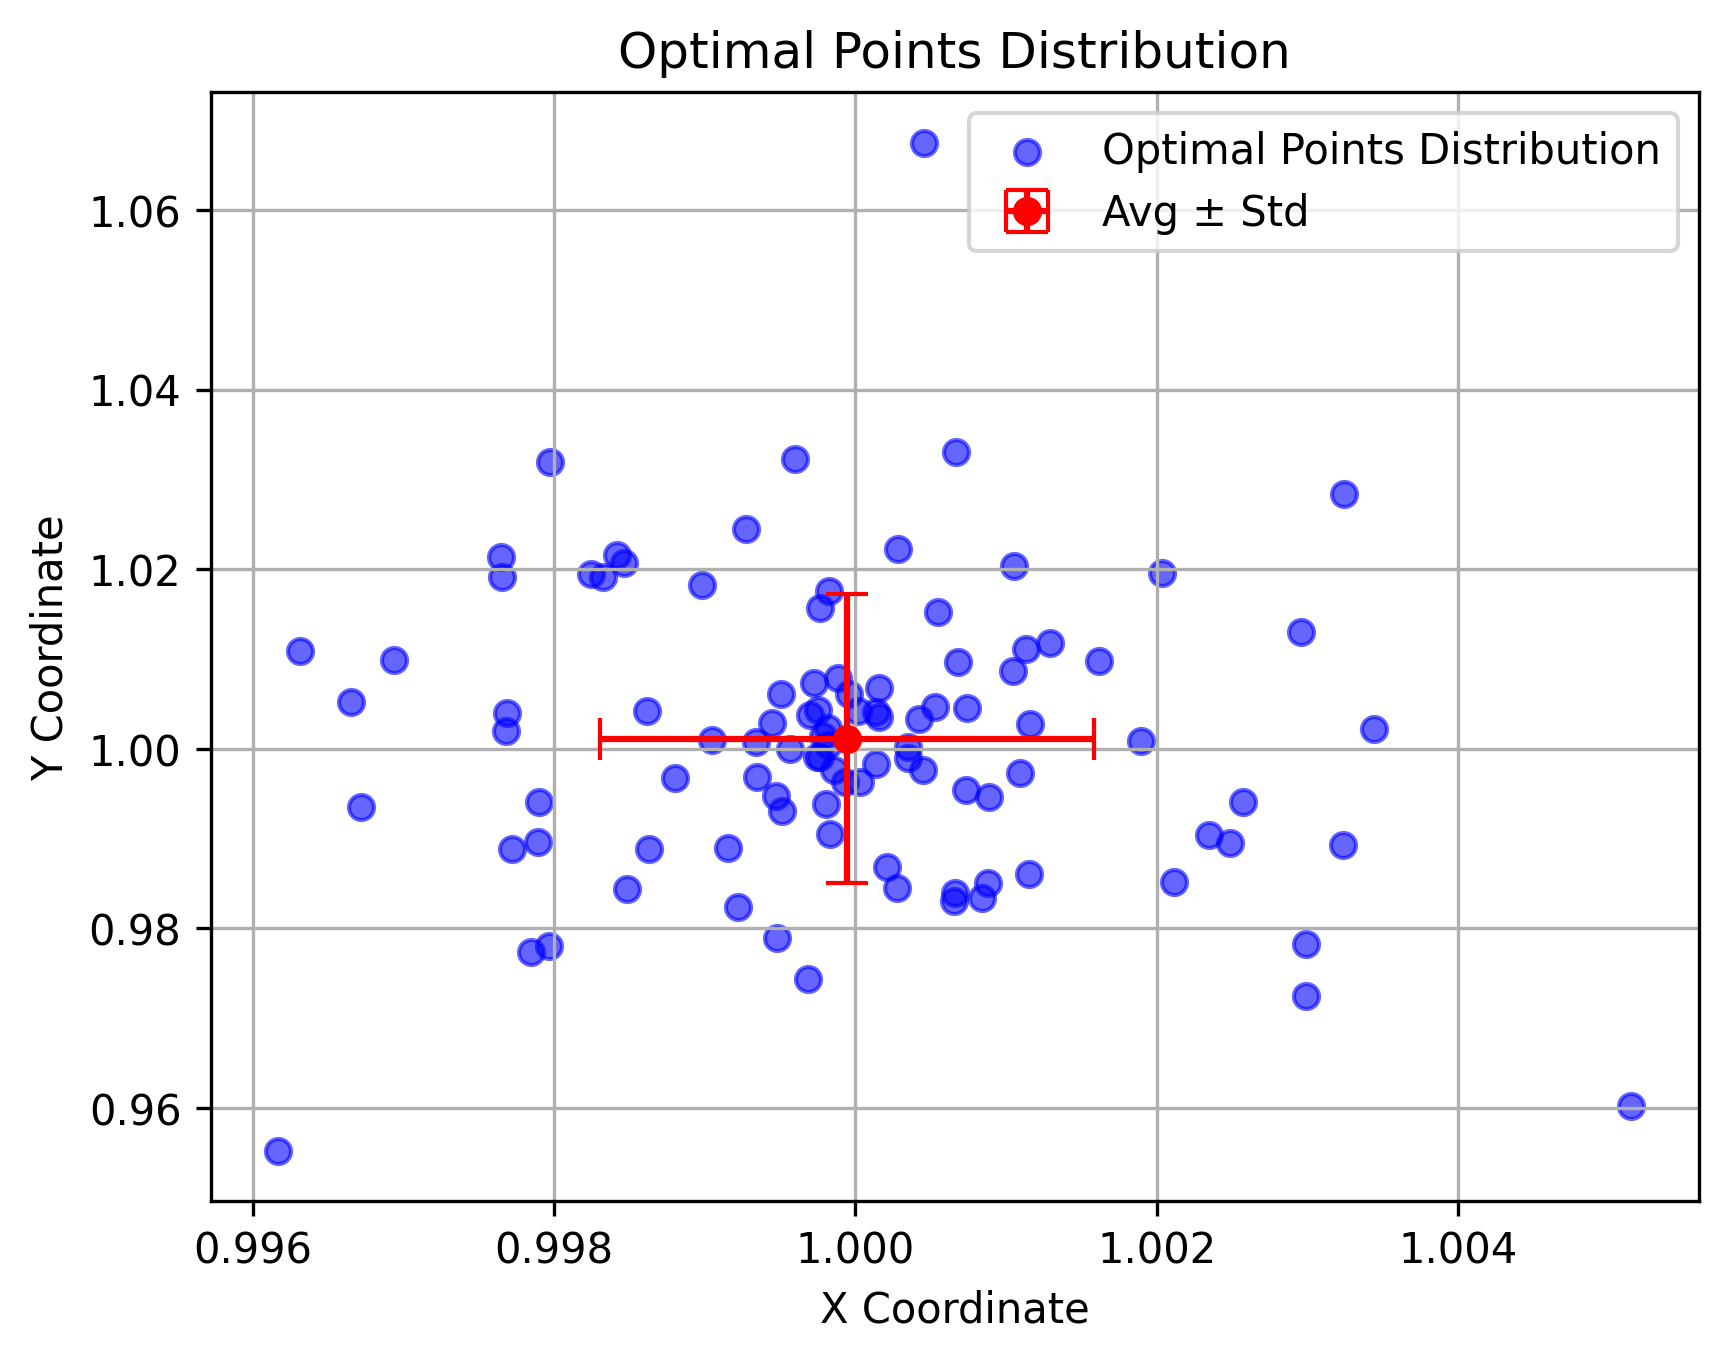 Optimal Points Distribution
Optimal Points Distribution
Avg ± Std
Y Coordinate
1.06
1.04
1.02
1.00
0.98
0.96
0.996 0.998 1.000 1.002 1.004
X Coordinate